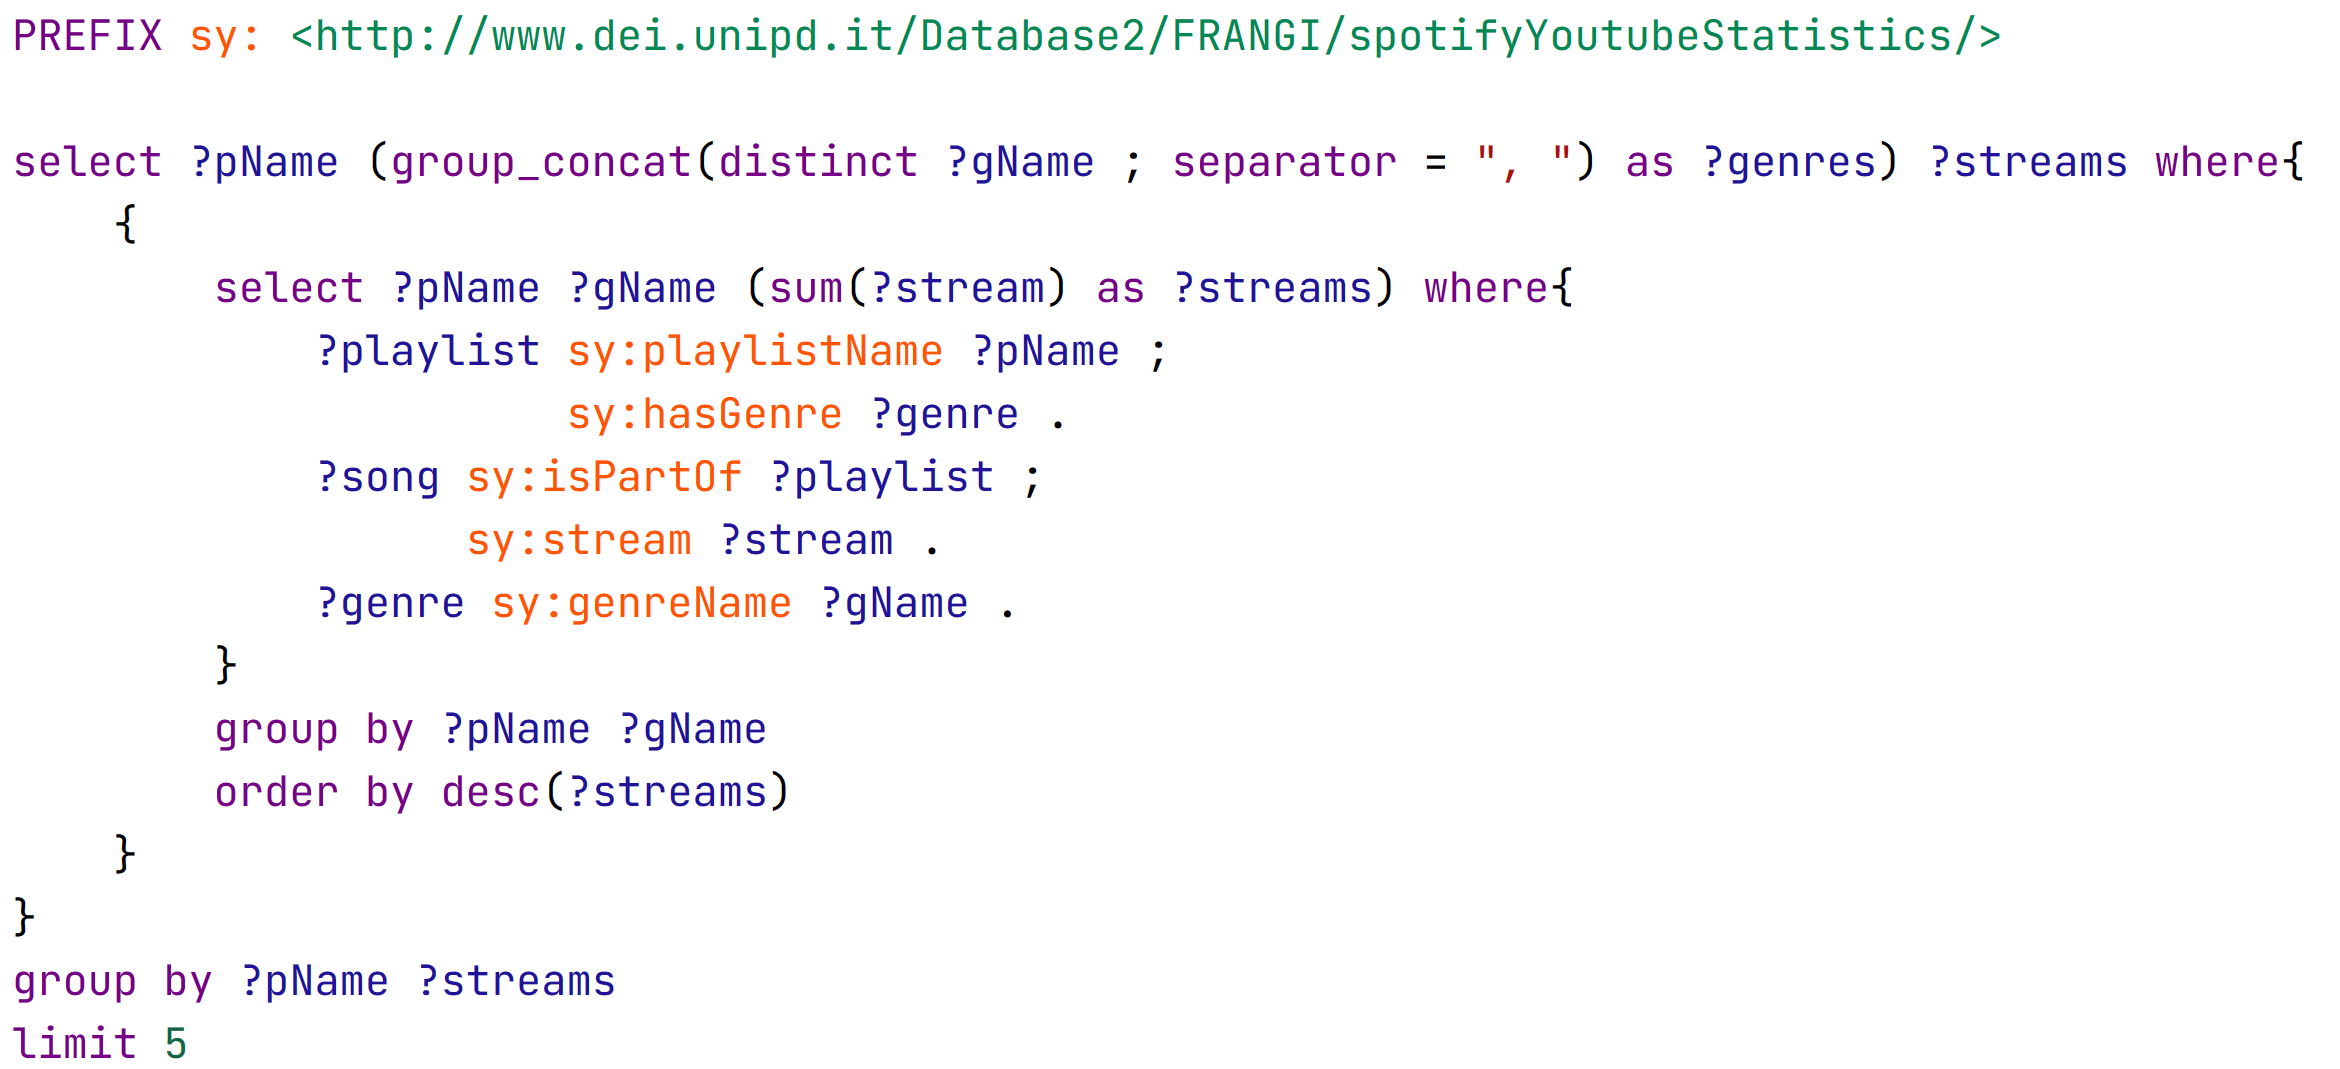 PREFIX sy: <http://www.dei.unipd.it/Database2/FRANGI/spotifyYoutubeStatistics/>

select ?pName (group_concat(distinct ?gName ; separator = ", ") as ?genres) ?streams where{
    {
        select ?pName ?gName (sum(?stream) as ?streams) where{
            ?playlist sy:playlistName ?pName ;
                      sy:hasGenre ?genre .
            ?song sy:isPartOf ?playlist ;
                  sy:stream ?stream .
            ?genre sy:genreName ?gName .
        }
        group by ?pName ?gName
        order by desc(?streams)
    }
}
group by ?pName ?streams
limit 5